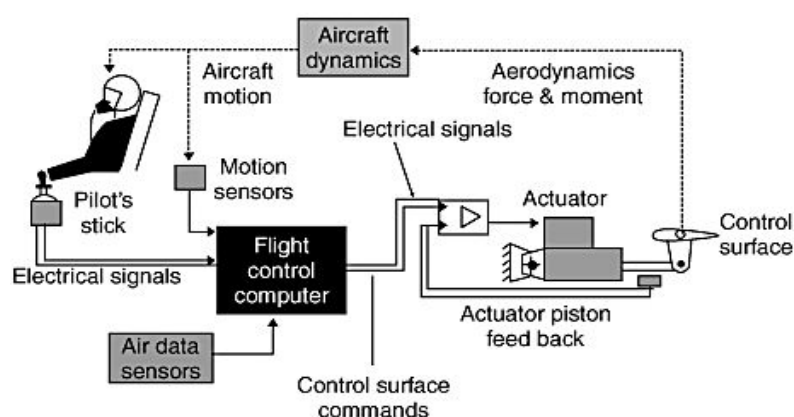 Aircraft
dynamics
Aircraft
motion
Aerodynamics
force & moment
Electrical signals
Motion
sensors
Pilot's
stick
Actuator
Control
surface
Flight
control
computer
Electrical signals
Actuator piston
feed back
Air data
sensors
Control surface
commands